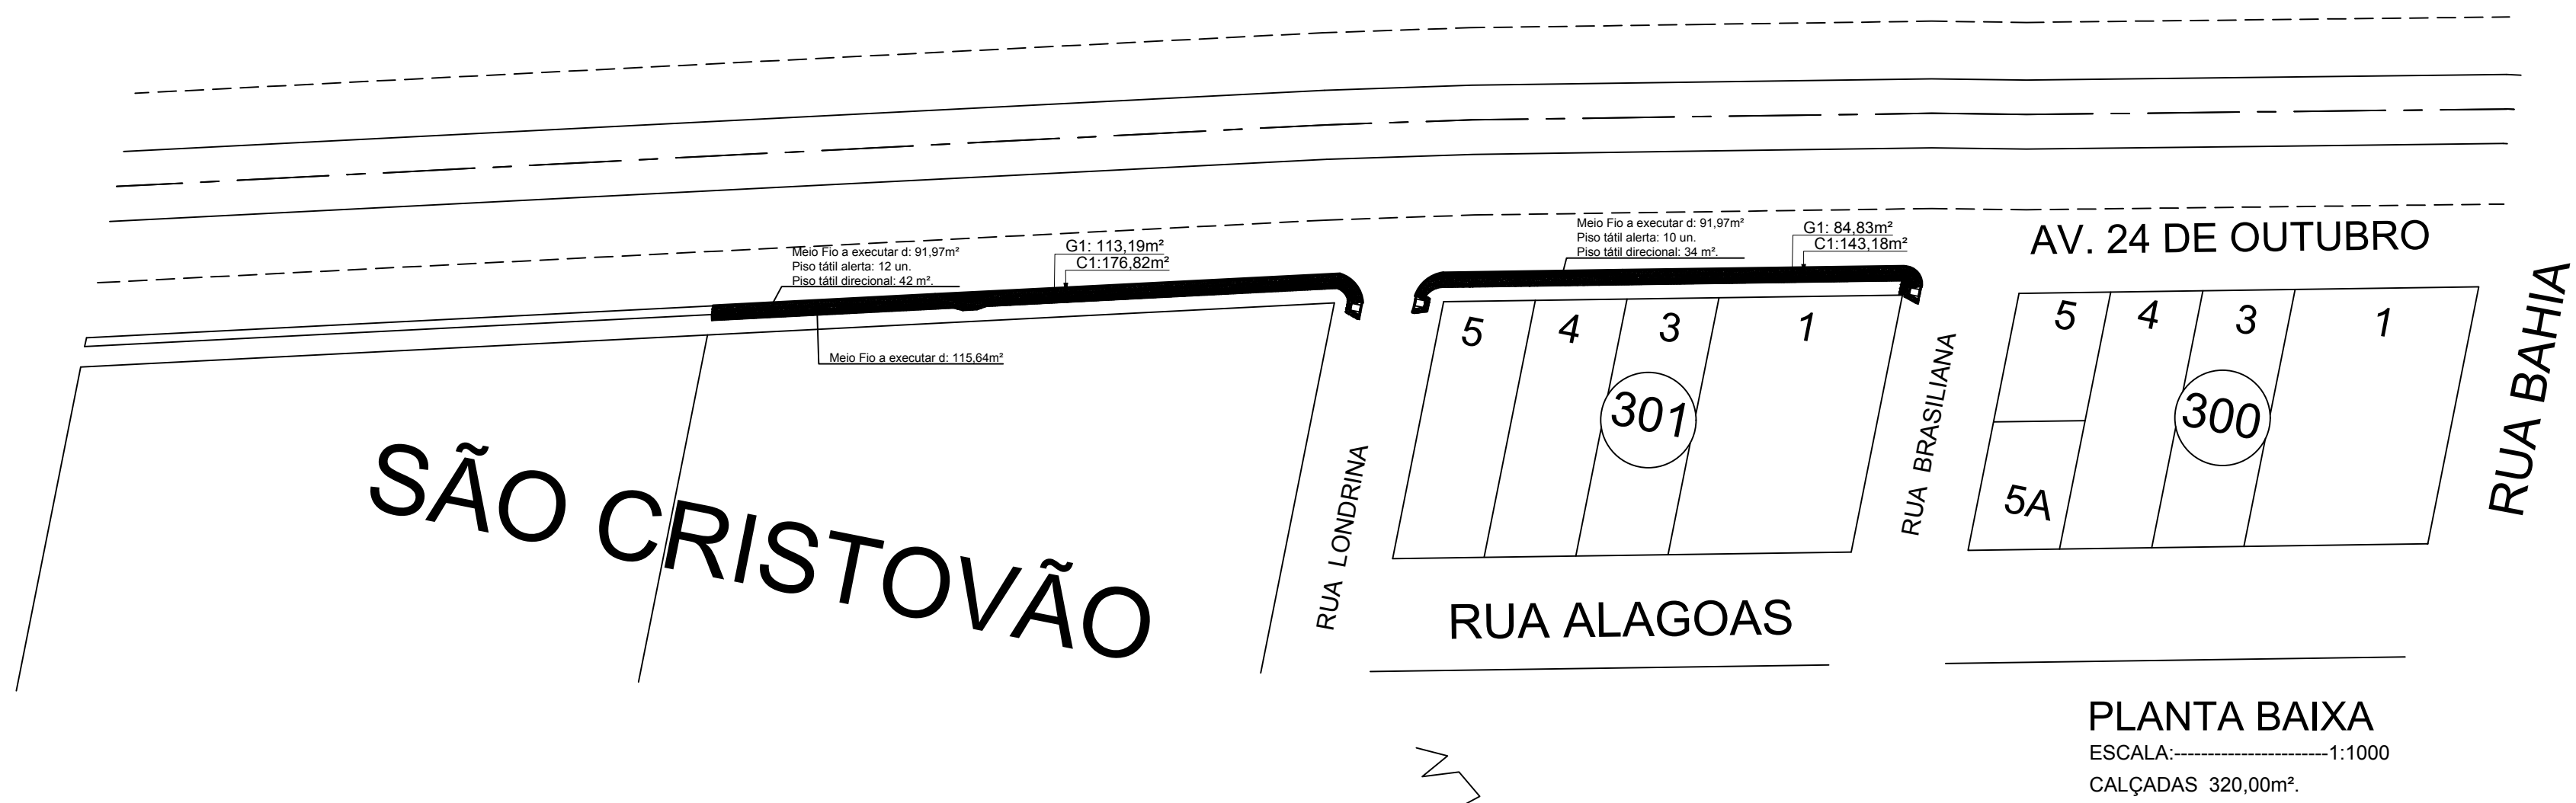 Meio Fio a executar d: 91,97m²
Piso tátil alerta: 12 un.
Piso tátil direcional: 42 m².
G1: 113,19m²
C1:176,82m²
Meio Fio a executar d: 115,64m²
Meio Fio a executar d: 91,97m²
Piso tátil alerta: 10 un.
Piso tátil direcional: 34 m².
G1: 84,83m²
C1:143,18m²
AV. 24 DE OUTUBRO
5
4
3
1
301
5
4
3
1
300
5A
SÃO CRISTOVÃO
RUA LONDRINA
RUA BRASILIANA
RUA BAHIA
RUA ALAGOAS
PLANTA BAIXA
ESCALA:-----------------------1:1000
CALÇADAS 320,00m².